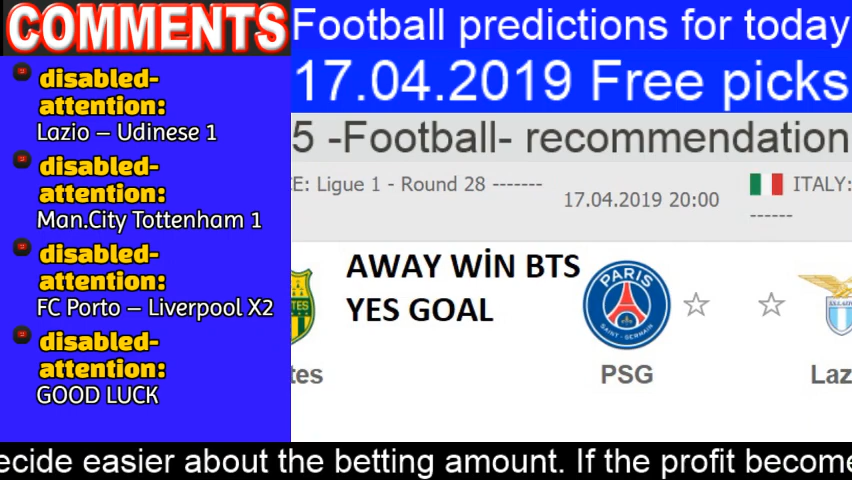 COMMENTS
disabled-
attention:
Lazio – Udinese 1
disabled-
attention:
Man.City Tottenham 1
disabled-
attention:
FC Porto – Liverpool X2
disabled-
attention:
GOOD LUCK
Football predictions for today
17.04.2019 Free picks
5 -Football- recommendation
E: Ligue 1 - Round 28 -------
17.04.2019 20:00
ITALY:
------
AWAY WİN BTS
YES GOAL
TES
PARIS
SAINT-GERMAIN
S.S.LAZIO
tes
PSG
Laz
ecide easier about the betting amount. If the profit become